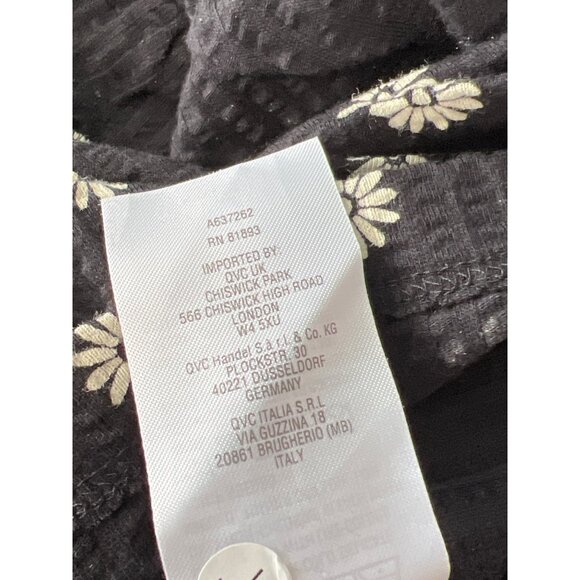 A637262
RN 81893
IMPORTED BY:
QVC UK
CHISWICK PARK
566 CHISWICK HIGH ROAD
LONDON
W4 5XU
QVC Handel S.à r.l. & Co. KG
PLOCKSTR. 30
40221 DÜSSELDORF
GERMANY
QVC ITALIA S.R.L
VIA GUZZINA 18
20861 BRUGHERIO (MB)
ITALY